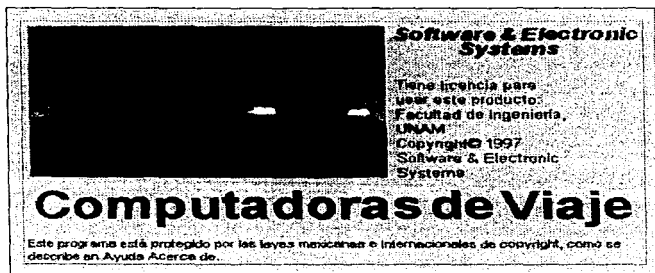 Software & Electronic
Systems
Tiene licencia para
usar este producto:
Facultad de Ingeniería,
UNAM
Copyright© 1997
Software & Electronic
Systems
Computadoras de Viaje
Este programa está protegido por las leyes mexicanas e internacionales de copyright, como se
describe en Ayuda Acerca de.